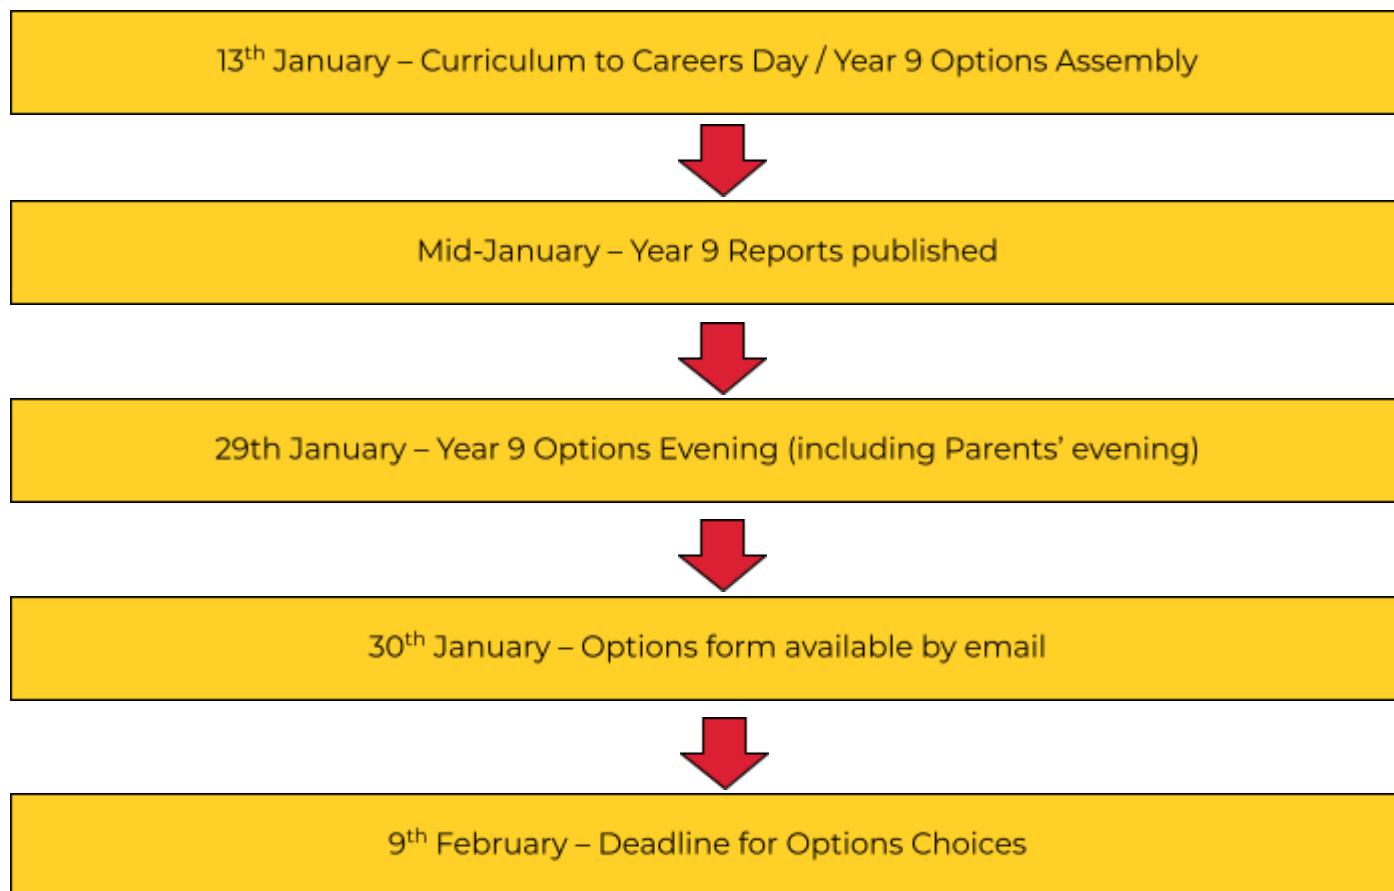 13th January – Curriculum to Careers Day / Year 9 Options Assembly
Mid-January – Year 9 Reports published
29th January – Year 9 Options Evening (including Parents’ evening)
30th January – Options form available by email
9th February – Deadline for Options Choices